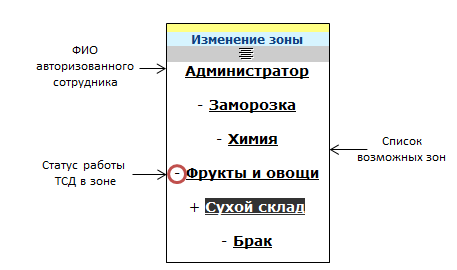 Изменение зоны
ФИО
авторизованного
сотрудника
Администратор
- Заморозка
- Химия
Список
возможных зон
Статус работы
ТСД в зоне
- Фрукты и овощи
+ Сухой склад
- Брак